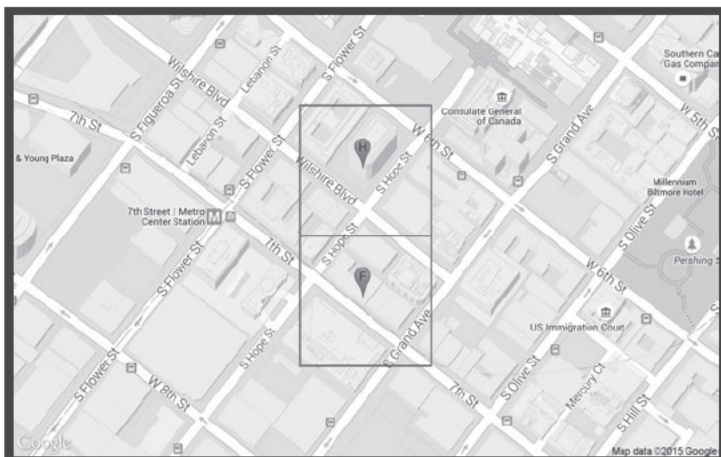 Southern Ca
Gas Compan
Consulate General
of Canada
S Flower St
Lebanon St
Wilshire Blvd
S Figueroa St
7th St
W 6th St
W 5th St
S Grand Ave
H
S Hope St
& Young Plaza
Lebanon St
S Flower St
Wilshire Blvd
Millennium
Biltmore Hotel
S Olive St
7th Street / Metro
Center Station
M
7th St
S Hope St
Pershing S
F
S Flower St
W 6th St
US Immigration Court
S Hope St
S Grand Ave
7th St
S Olive St
Mercury Ct
S Hill St
S Flower St
W 8th St
Google
Map data ©2015 Google